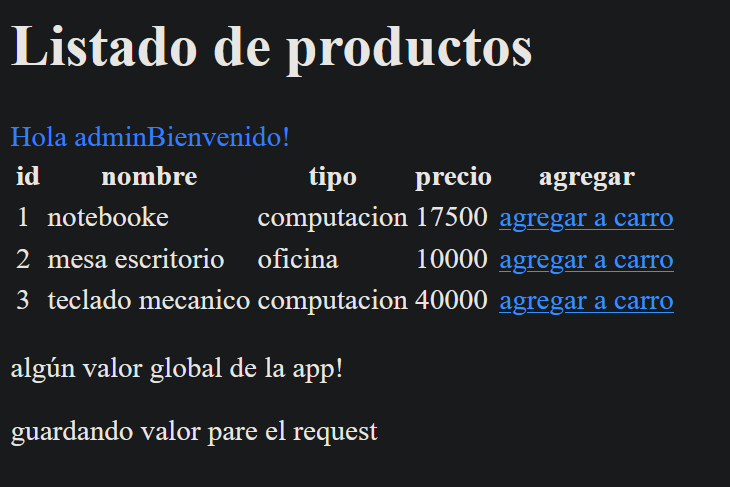 Listado de productos
Hola adminBienvenido!
id nombre tipo precio agregar
1 notebooke computacion 17500 agregar a carro
2 mesa escritorio oficina 10000 agregar a carro
3 teclado mecanico computacion 40000 agregar a carro
algún valor global de la app!
guardando valor pare el request